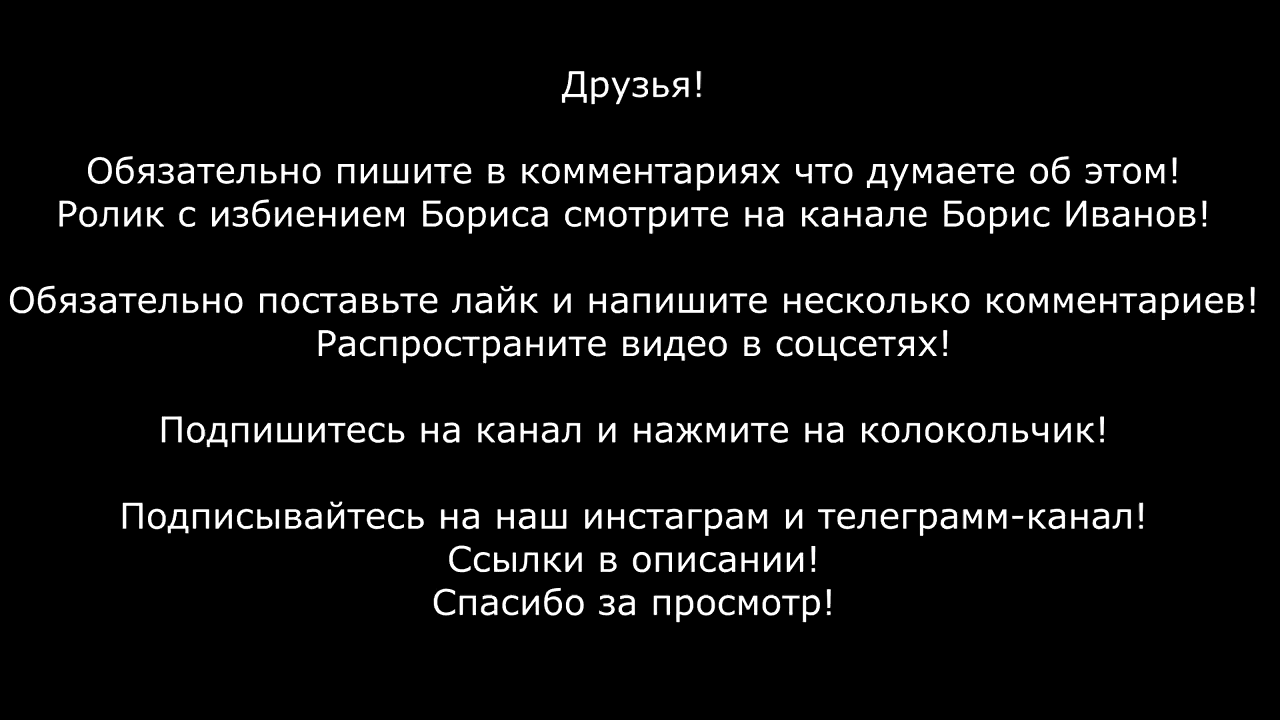 Друзья!
Обязательно пишите в комментариях что думаете об этом!
Ролик с избиением Бориса смотрите на канале Борис Иванов!
Обязательно поставьте лайк и напишите несколько комментариев!
Распространите видео в соцсетях!
Подпишитесь на канал и нажмите на колокольчик!
Подписывайтесь на наш инстаграм и телеграмм-канал!
Ссылки в описании!
Спасибо за просмотр!